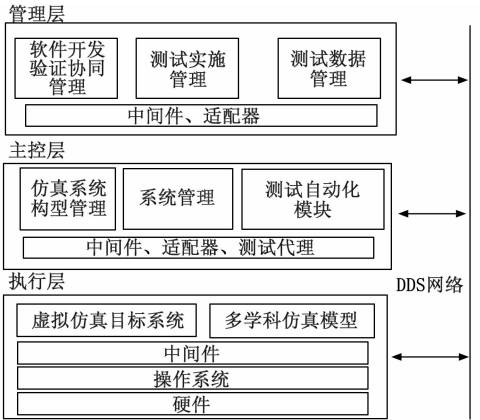 管理层
软件开发
验证协同
管理
测试实施
管理
测试数据
管理
中间件、适配器
主控层
仿真系统
构型管理
系统管理
测试自动化
模块
中间件、适配器、测试代理
执行层
DDS网络
虚拟仿真目标系统
多学科仿真模型
中间件
操作系统
硬件